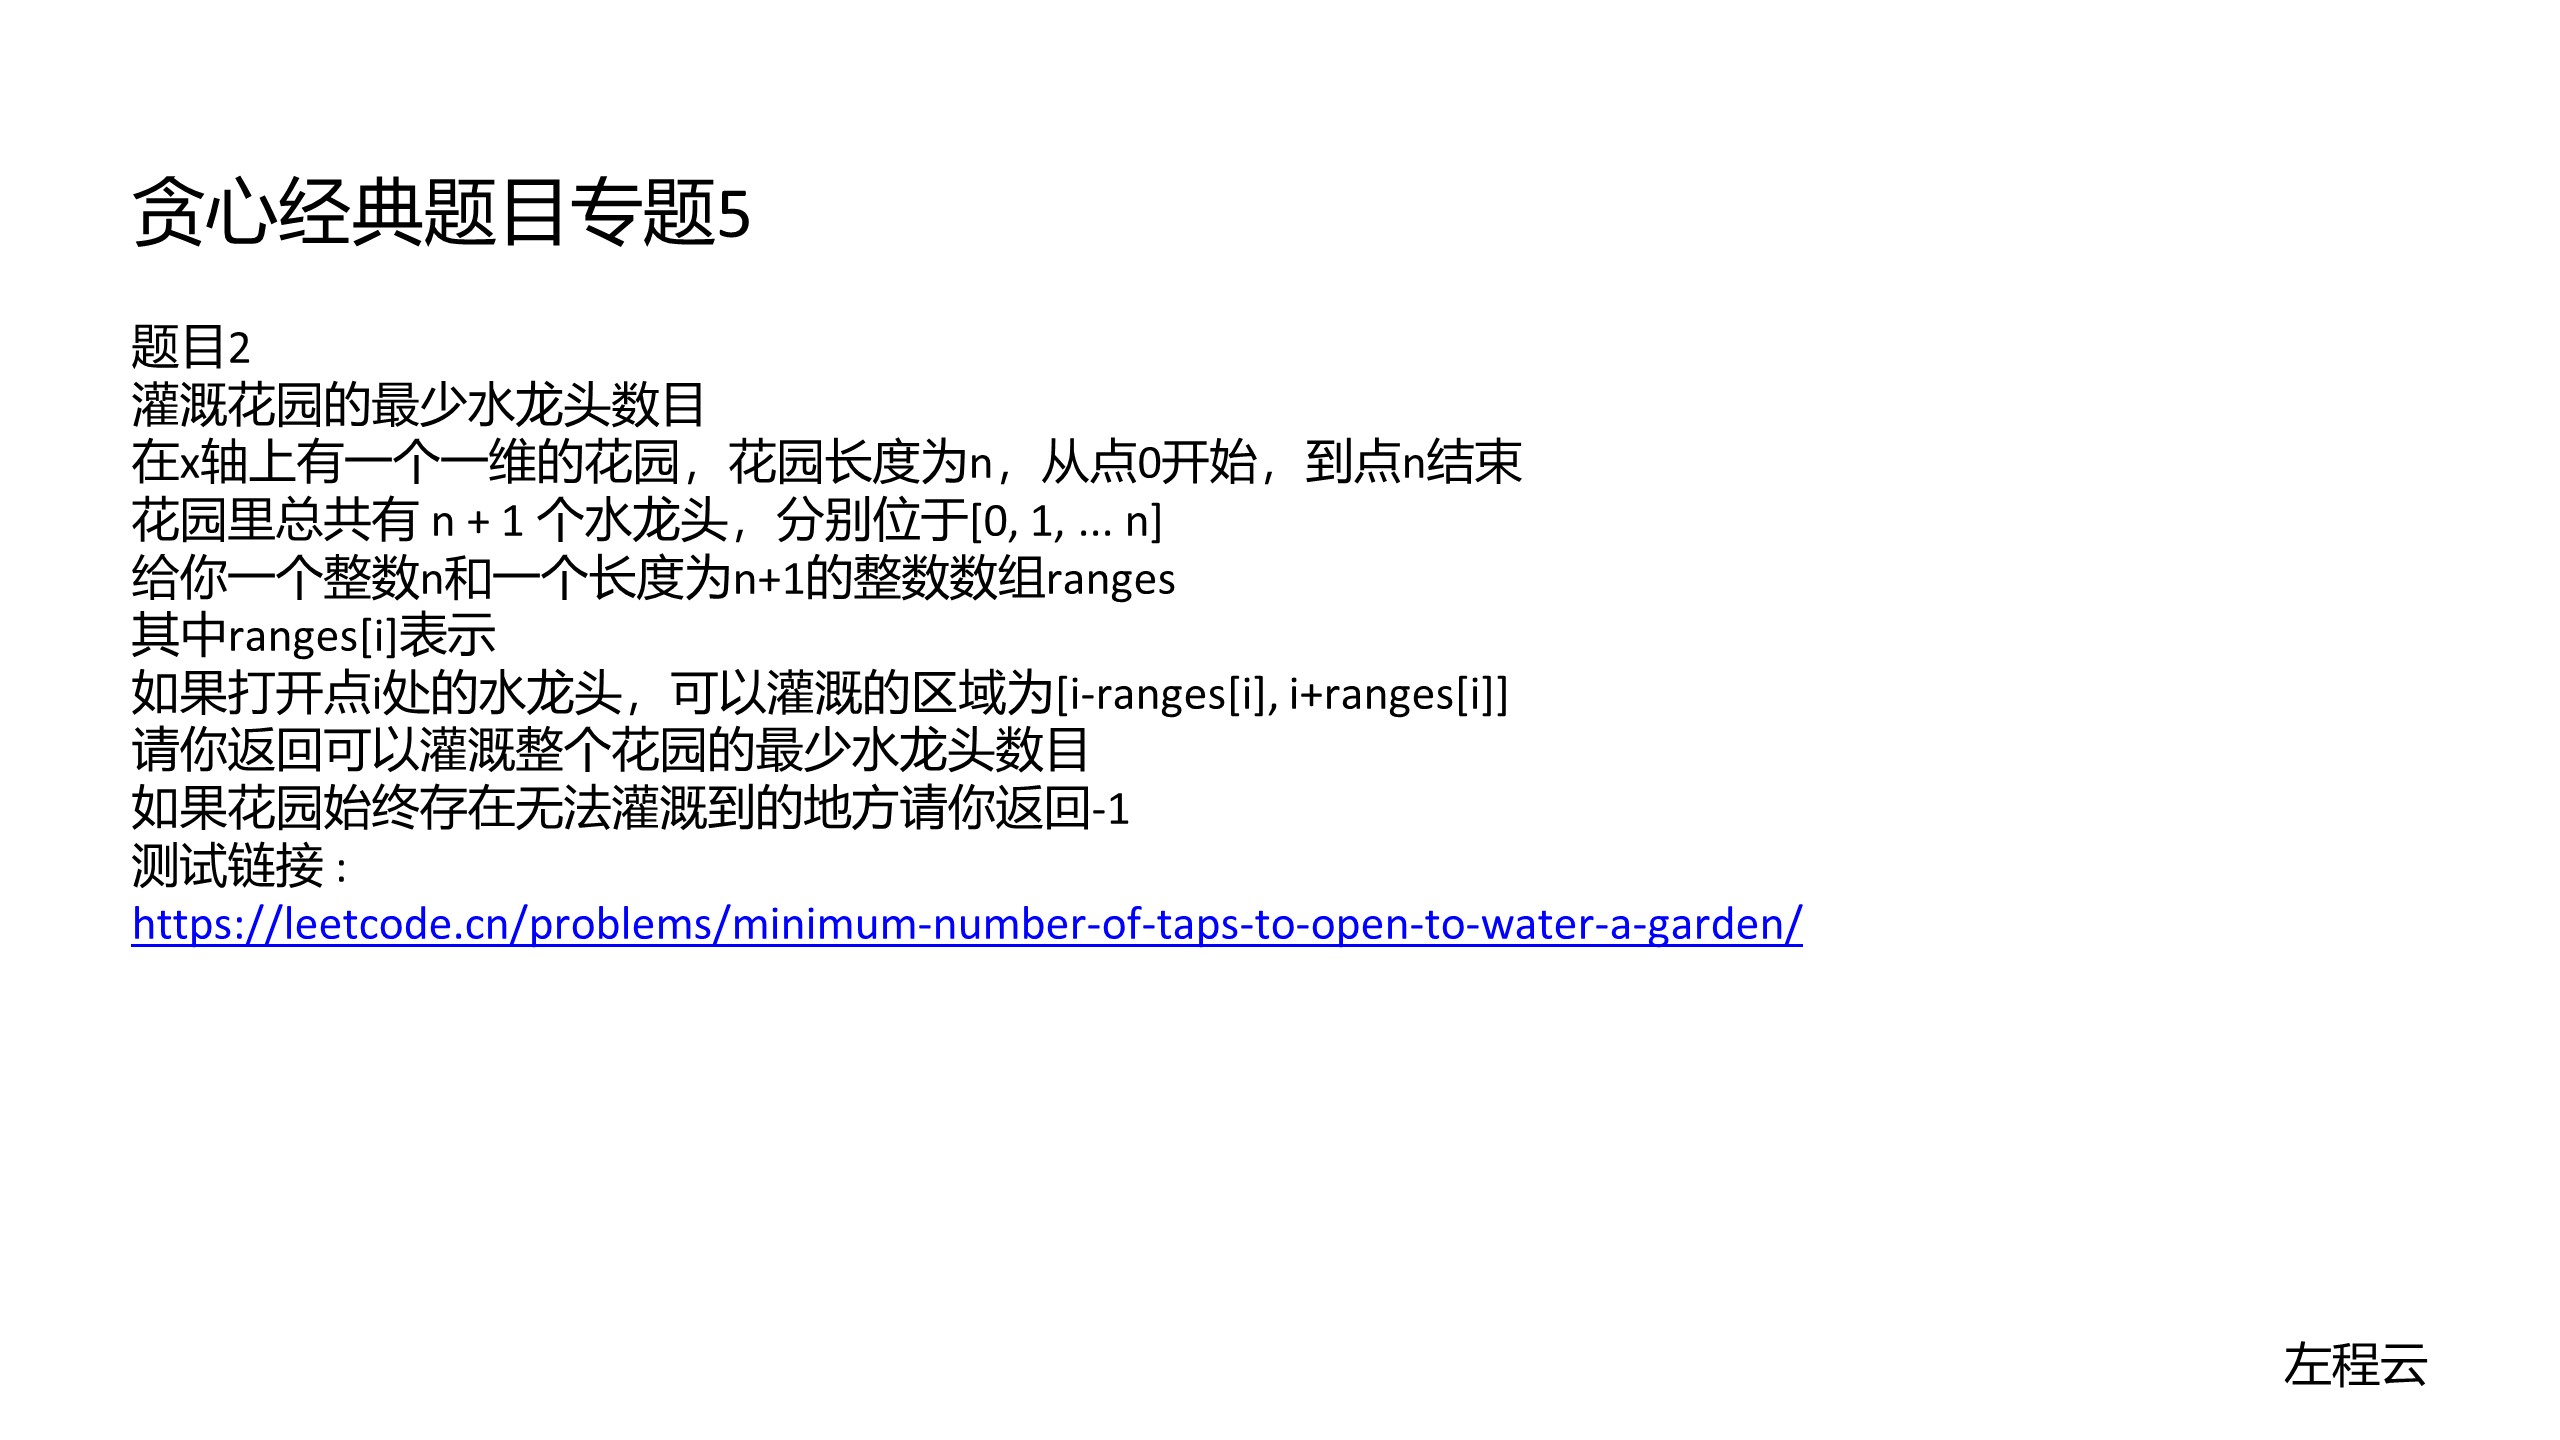 贪心经典题目专题5
题目2
灌溉花园的最少水龙头数目
在x轴上有一个一维的花园，花园长度为n，从点0开始，到点n结束
花园里总共有 n + 1 个水龙头，分别位于[0, 1, ... n]
给你一个整数n和一个长度为n+1的整数数组ranges
其中ranges[i]表示
如果打开点i处的水龙头，可以灌溉的区域为[i-ranges[i], i+ranges[i]]
请你返回可以灌溉整个花园的最少水龙头数目
如果花园始终存在无法灌溉到的地方请你返回-1
测试链接 :
https://leetcode.cn/problems/minimum-number-of-taps-to-open-to-water-a-garden/
左程云